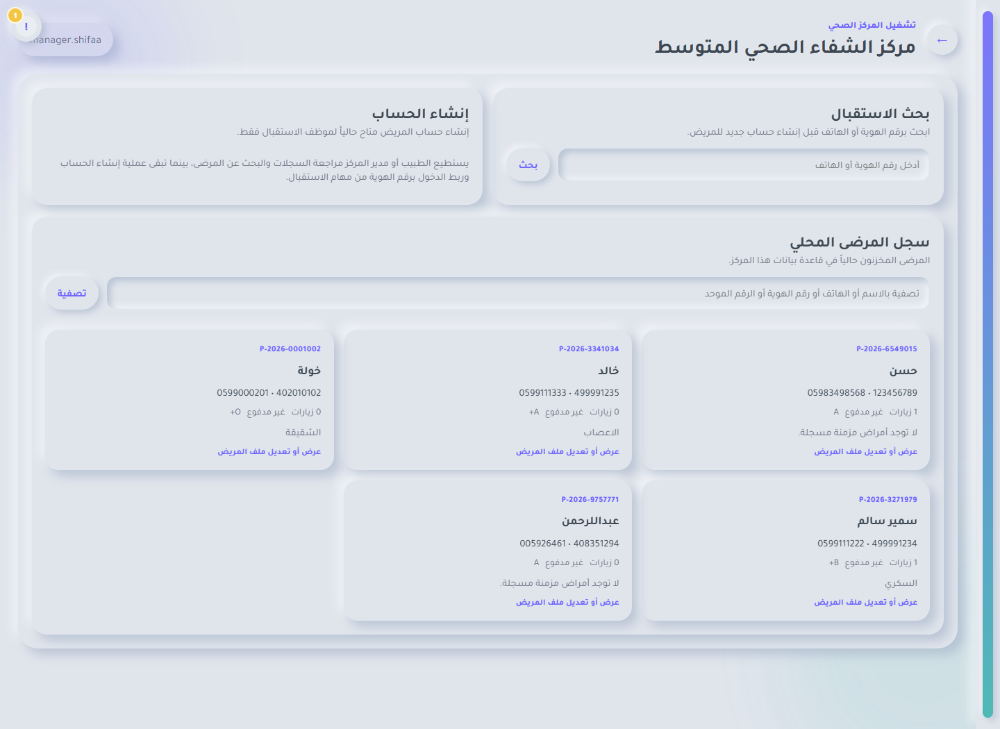 ←
تشغيل المركز الصحي
مركز الشفاء الصحي المتوسط
1
!
manager.shifaa
بحث الاستقبال
ابحث برقم الهوية أو الهاتف قبل إنشاء حساب جديد للمريض.
أدخل رقم الهوية أو الهاتف
بحث
إنشاء الحساب
إنشاء حساب المريض متاح حالياً لموظف الاستقبال فقط.
يستطيع الطبيب أو مدير المركز مراجعة السجلات والبحث عن المرضى، بينما تبقى عملية إنشاء الحساب
وربط الدخول برقم الهوية من مهام الاستقبال.
سجل المرضى المحلي
المرضى المخزنون حالياً في قاعدة بيانات هذا المركز.
تصفية بالاسم أو الهاتف أو رقم الهوية أو الرقم الموحد
تصفية
P-2026-6549015
حسن
123456789 • 05983498568
1 زيارات غير مدفوع A
لا توجد أمراض مزمنة مسجلة.
عرض أو تعديل ملف المريض
P-2026-3341034
خالد
499991235 • 0599111333
0 زيارات غير مدفوع A+
الاعصاب
عرض أو تعديل ملف المريض
P-2026-0001002
خولة
402010102 • 0599000201
0 زيارات غير مدفوع O+
الشقيقة
عرض أو تعديل ملف المريض
P-2026-3271979
سمير سالم
499991234 • 0599111222
1 زيارات غير مدفوع B+
السكري
عرض أو تعديل ملف المريض
P-2026-9757771
عبداللرحمن
408351294 • 005926461
0 زيارات غير مدفوع A
لا توجد أمراض مزمنة مسجلة.
عرض أو تعديل ملف المريض